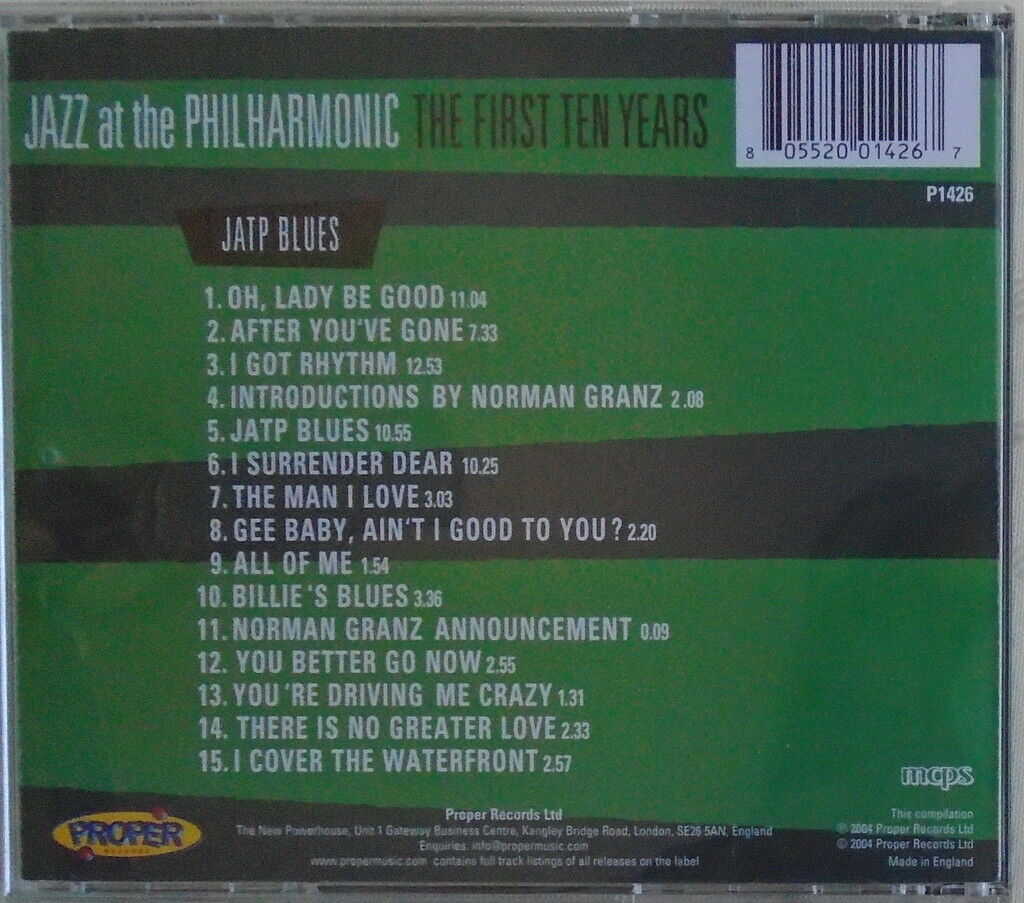 JAZZ at the PHILHARMONIC THE FIRST TEN YEARS
8 05520 01426 7
P1426
JATP BLUES
1. OH, LADY BE GOOD 11.04
2. AFTER YOU'VE GONE 7.33
3. I GOT RHYTHM 12.53
4. INTRODUCTIONS BY NORMAN GRANZ 2.08
5. JATP BLUES 10.55
6. I SURRENDER DEAR 10.25
7. THE MAN I LOVE 3.03
8. GEE BABY, AIN'T I GOOD TO YOU? 2.20
9. ALL OF ME 1.54
10. BILLIE'S BLUES 3.36
11. NORMAN GRANZ ANNOUNCEMENT 0.09
12. YOU BETTER GO NOW 2.55
13. YOU'RE DRIVING ME CRAZY 1.31
14. THERE IS NO GREATER LOVE 2.33
15. I COVER THE WATERFRONT 2.57
mcps
PROPER
RECORDS
Proper Records Ltd
The New Powerhouse, Unit 1 Gateway Business Centre, Kangley Bridge Road, London, SE26 5AN, England
Enquiries. info@propermusic.com
www.propermusic.com contains full track listings of all releases on the label
This compilation
℗ 2004 Proper Records Ltd
© 2004 Proper Records Ltd
Made in England